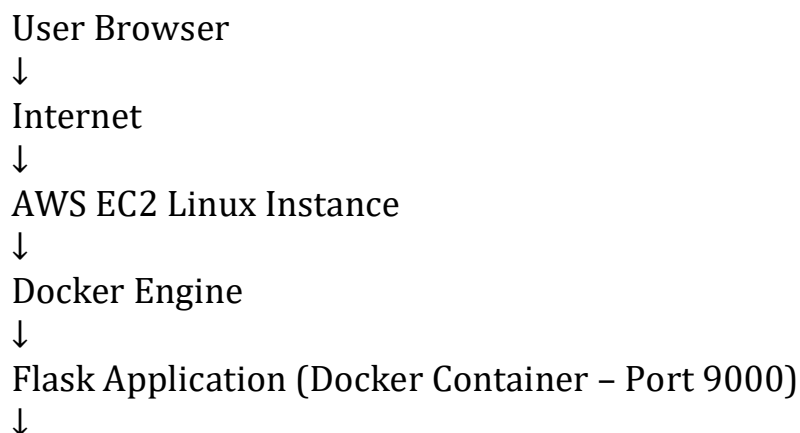 User Browser
↓
Internet
↓
AWS EC2 Linux Instance
↓
Docker Engine
↓
Flask Application (Docker Container – Port 9000)
↓